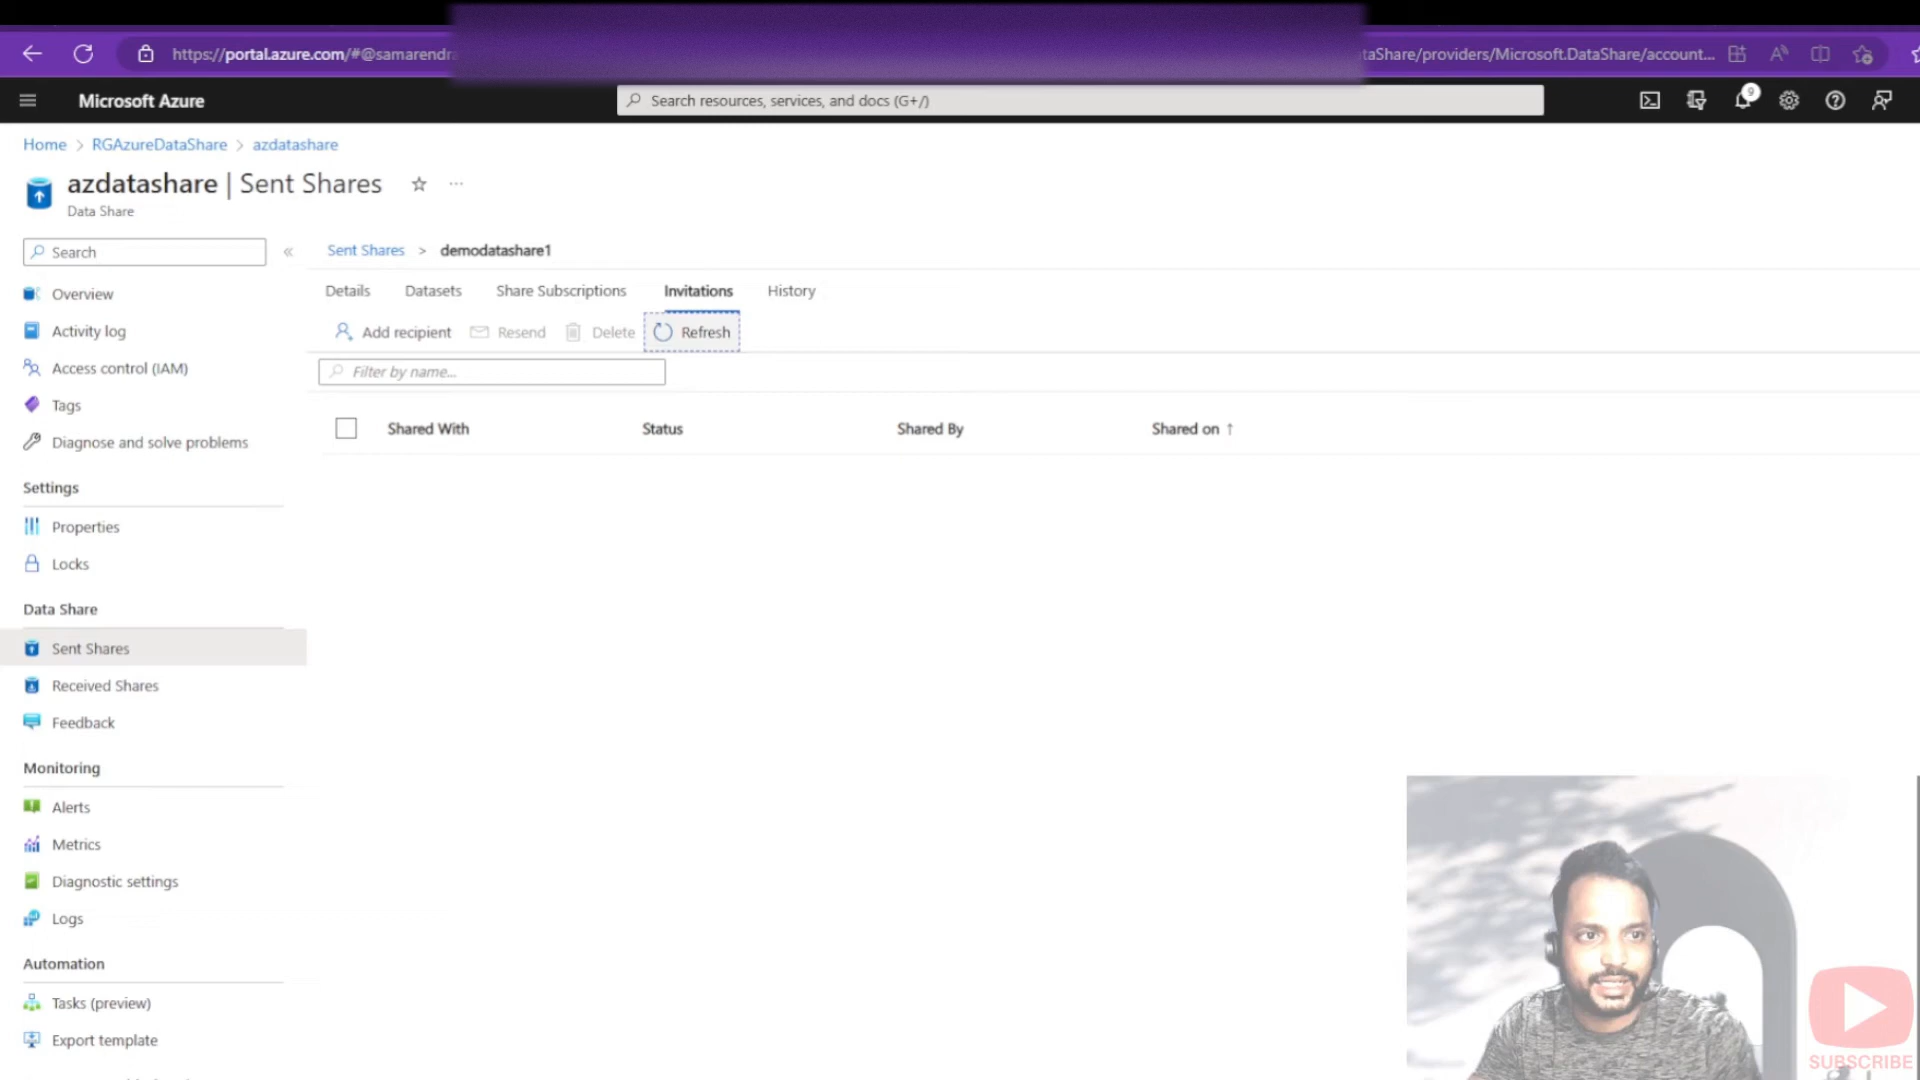 https://portal.azure.com/#@samarendra
taShare/providers/Microsoft.DataShare/account...
Microsoft Azure
Search resources, services, and docs (G+/)
9
Home > RGAzureDataShare > azdatashare
azdatashare | Sent Shares
Data Share
Search
Sent Shares > demodatashare1
Details Datasets Share Subscriptions Invitations History
Add recipient Resend Delete Refresh
Filter by name...
Shared With Status Shared By Shared on ↑
Overview
Activity log
Access control (IAM)
Tags
Diagnose and solve problems
Settings
Properties
Locks
Data Share
Sent Shares
Received Shares
Feedback
Monitoring
Alerts
Metrics
Diagnostic settings
Logs
Automation
Tasks (preview)
Export template
SUBSCRIBE